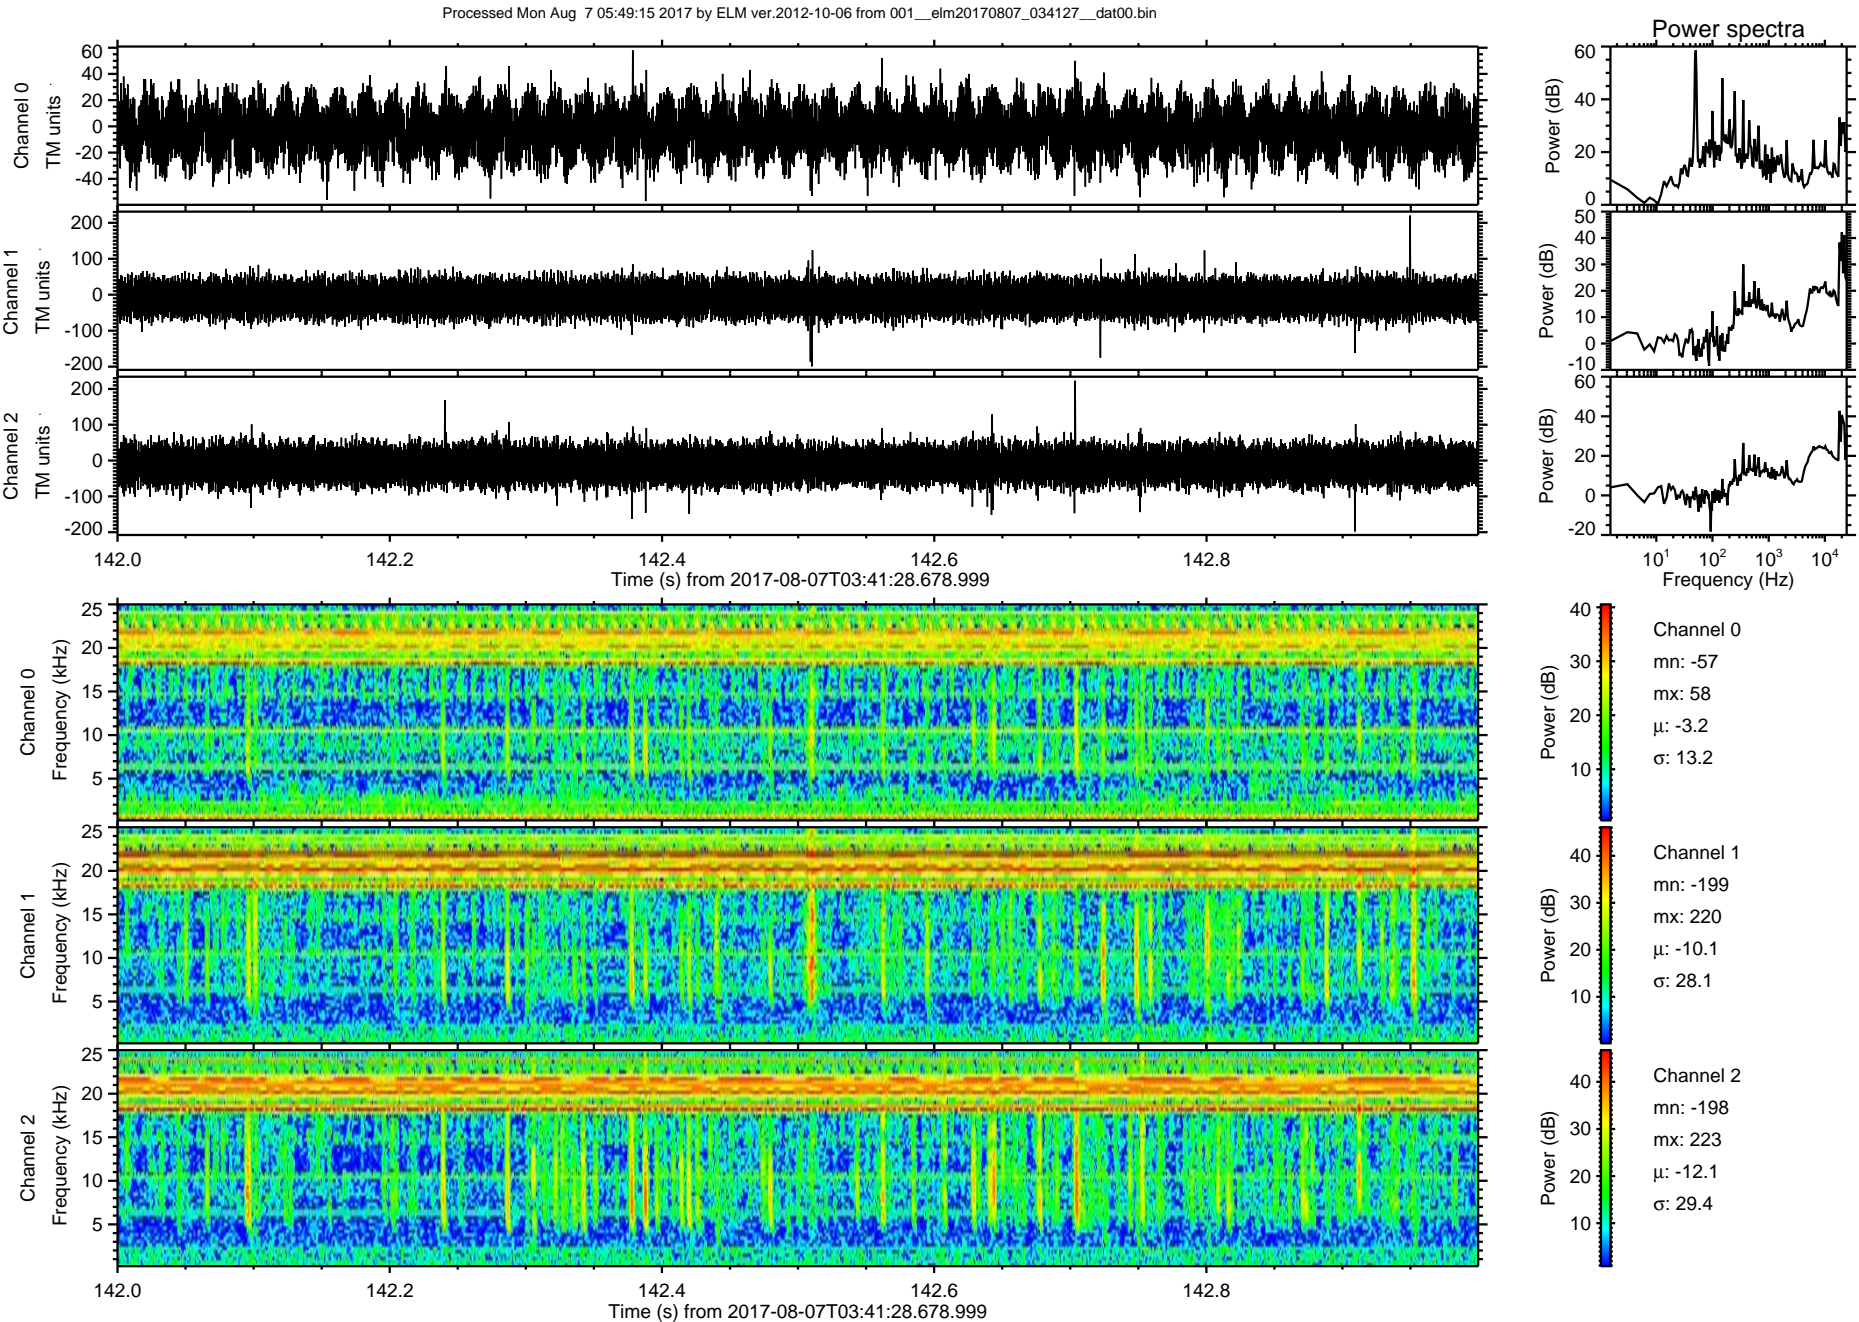 Processed Mon Aug  7 05:49:15 2017 by ELM ver.2012-10-06 from 001__elm20170807_034127__dat00.bin
Power spectra
Channel 0
TM units
60
40
20
0
-20
-40
Power (dB)
60
40
20
0
Channel 1
TM units
200
100
0
-100
-200
Power (dB)
50
40
30
20
10
0
-10
Channel 2
TM units
200
100
0
-100
-200
Power (dB)
60
40
20
0
-20
142.0 142.2 142.4 142.6 142.8
Time (s) from 2017-08-07T03:41:28.678.999
10¹ 10² 10³ 10⁴
Frequency (Hz)
Channel 0
Frequency (kHz)
25
20
15
10
5
Power (dB)
40
30
20
10
Channel 0
mn: -57
mx: 58
μ: -3.2
σ: 13.2
Channel 1
Frequency (kHz)
25
20
15
10
5
Power (dB)
40
30
20
10
Channel 1
mn: -199
mx: 220
μ: -10.1
σ: 28.1
Channel 2
Frequency (kHz)
25
20
15
10
5
Power (dB)
40
30
20
10
Channel 2
mn: -198
mx: 223
μ: -12.1
σ: 29.4
142.0 142.2 142.4 142.6 142.8
Time (s) from 2017-08-07T03:41:28.678.999